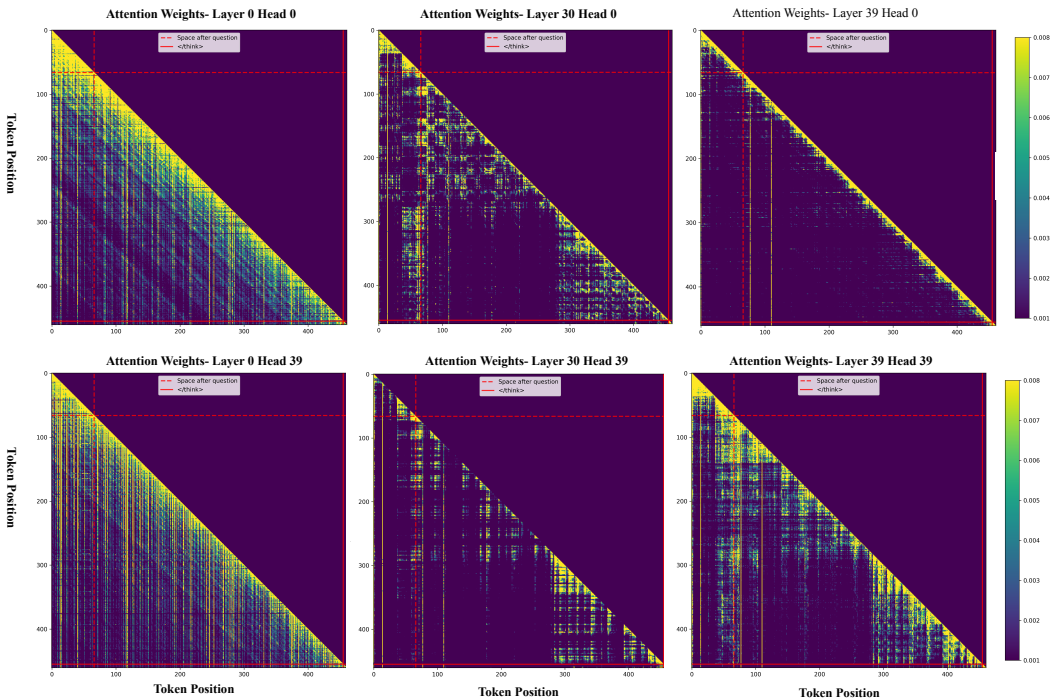 Attention Weights- Layer 0 Head 0
Attention Weights- Layer 30 Head 0
Attention Weights- Layer 39 Head 0
Space after question
</think>
Space after question
</think>
Space after question
</think>
0
100
200
300
400
0 100 200 300 400
0
100
200
300
400
0 100 200 300 400
0
100
200
300
400
0 100 200 300 400
0.008
0.007
0.006
0.005
0.004
0.003
0.002
0.001
Token Position
Attention Weights- Layer 0 Head 39
Attention Weights- Layer 30 Head 39
Attention Weights- Layer 39 Head 39
Space after question
</think>
Space after question
</think>
Space after question
</think>
0
100
200
300
400
0 100 200 300 400
0
100
200
300
400
0 100 200 300 400
0
100
200
300
400
0 100 200 300 400
0.008
0.007
0.006
0.005
0.004
0.003
0.002
0.001
Token Position
Token Position
Token Position
Token Position